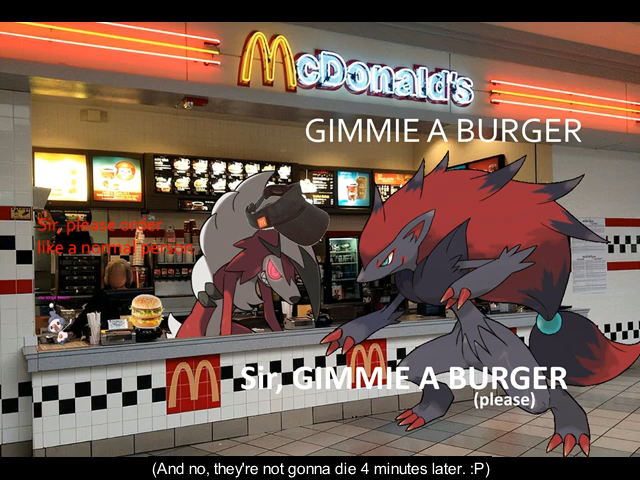 McDonald's
GIMMIE A BURGER
Sir, please order
like a normal person
Sir, GIMMIE A BURGER
(please)
(And no, they're not gonna die 4 minutes later. :P)